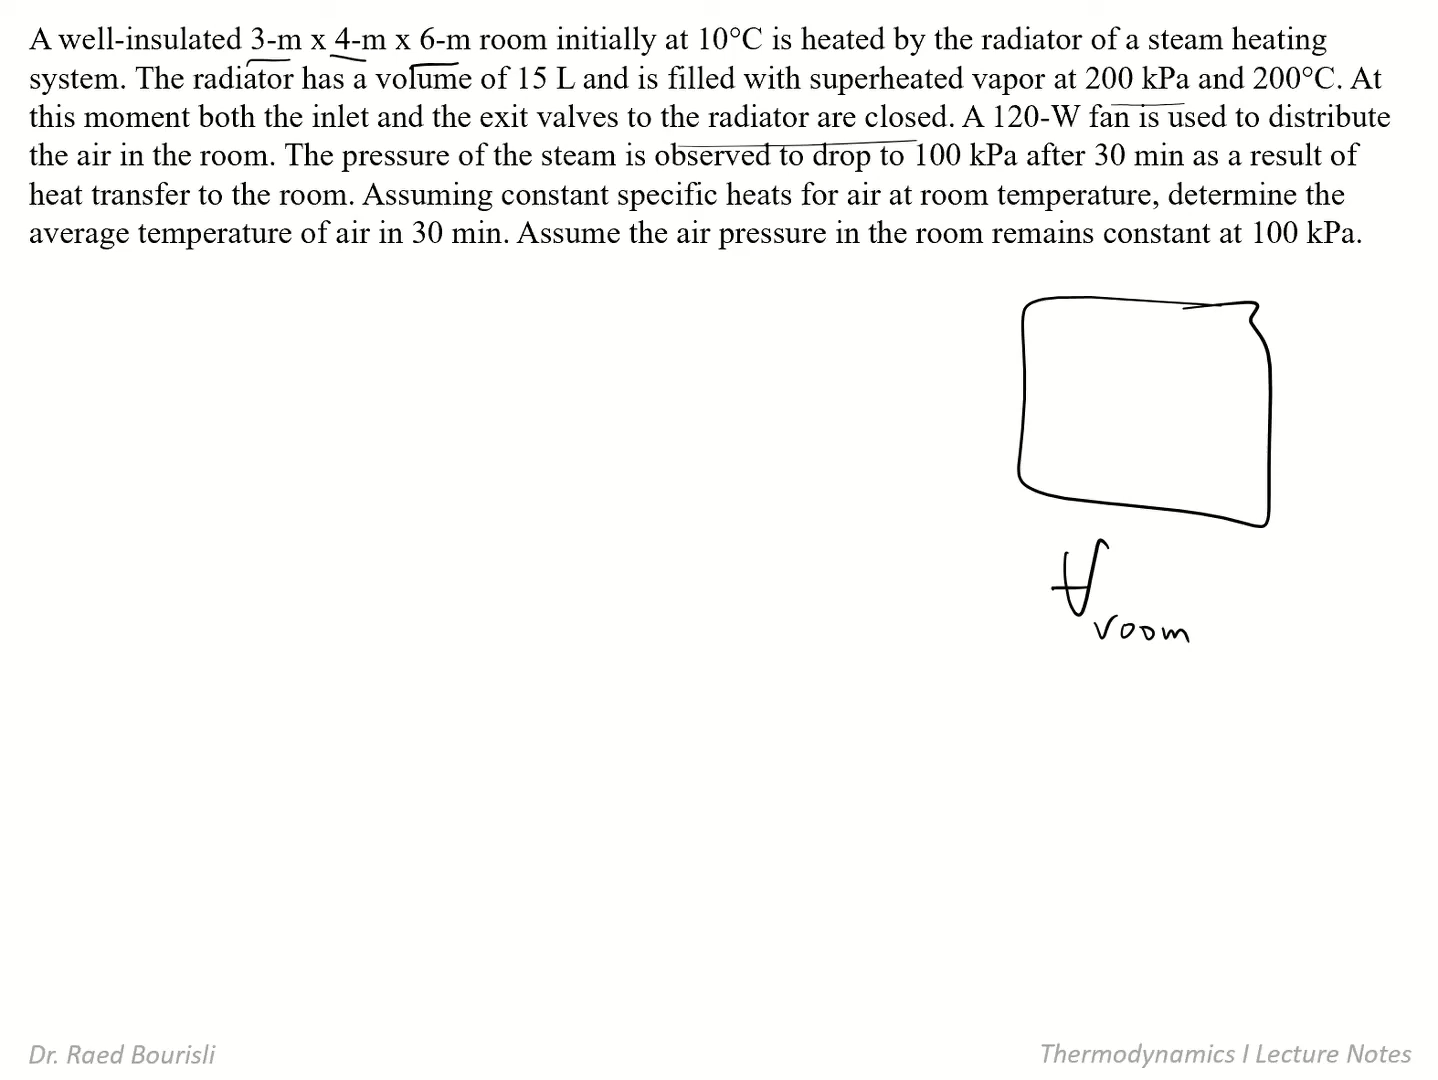 A well-insulated 3-m x 4-m x 6-m room initially at 10°C is heated by the radiator of a steam heating
system. The radiator has a volume of 15 L and is filled with superheated vapor at 200 kPa and 200°C. At
this moment both the inlet and the exit valves to the radiator are closed. A 120-W fan is used to distribute
the air in the room. The pressure of the steam is observed to drop to 100 kPa after 30 min as a result of
heat transfer to the room. Assuming constant specific heats for air at room temperature, determine the
average temperature of air in 30 min. Assume the air pressure in the room remains constant at 100 kPa.
V room
Dr. Raed Bourisli
Thermodynamics I Lecture Notes